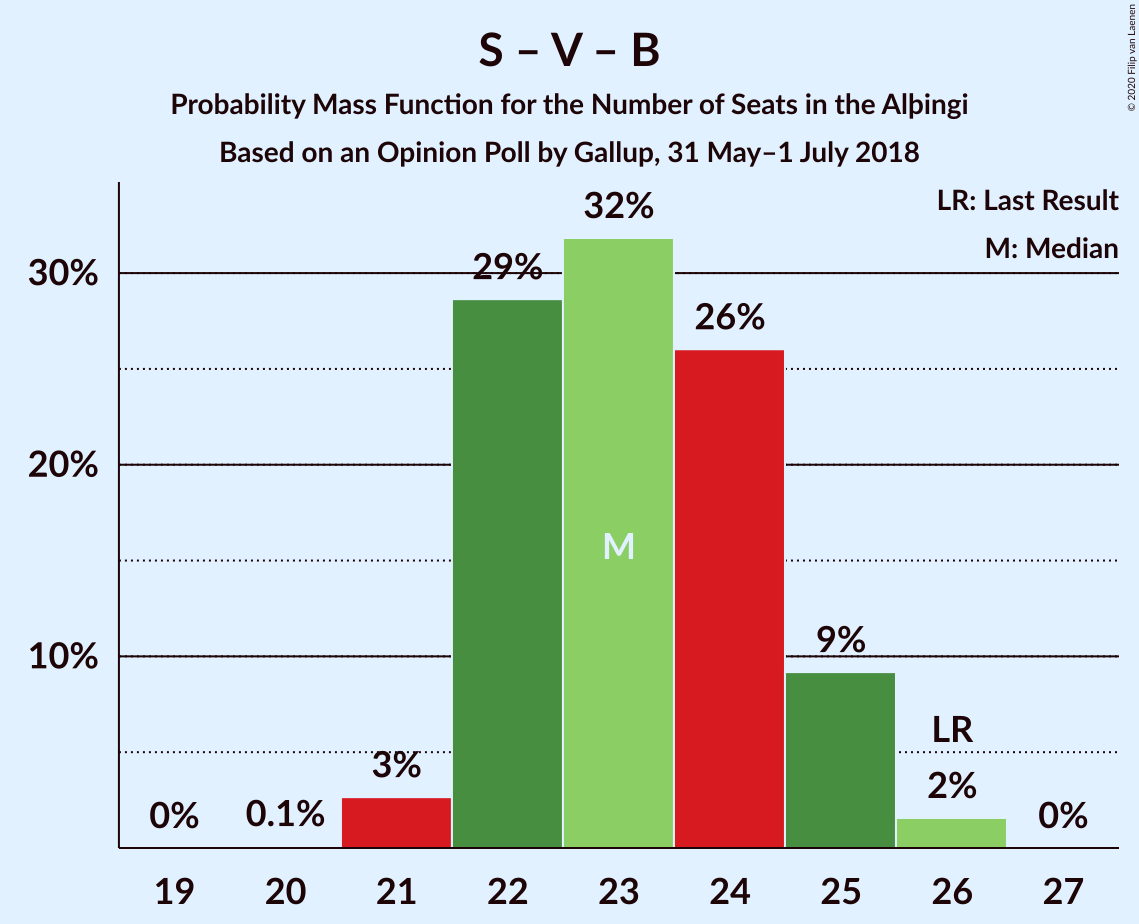 S – V – B
Probability Mass Function for the Number of Seats in the Alþingi
Based on an Opinion Poll by Gallup, 31 May–1 July 2018
© 2020 Filip van Laenen
LR: Last Result
M: Median
32%
29%
26%
30%
20%
10%
M
9%
LR
3%
2%
0%
0.1%
0%
19 20 21 22 23 24 25 26 27